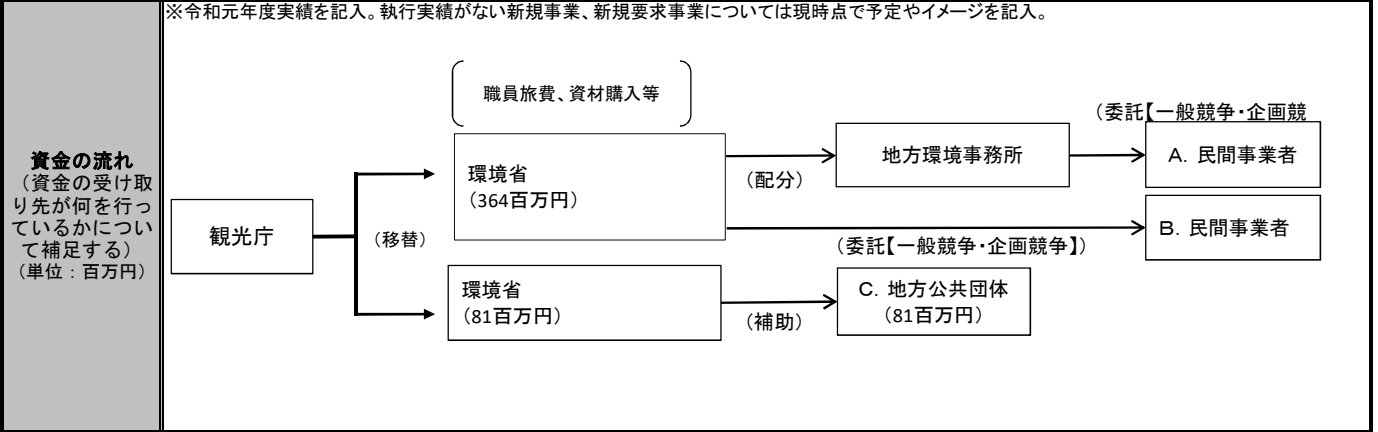 ※令和元年度実績を記入。執行実績がない新規事業、新規要求事業については現時点で予定やイメージを記入。
資金の流れ
（資金の受け取
り先が何を行っ
ているかについ
て補足する）
（単位：百万円）
職員旅費、資材購入等
環境省
（364百万円）
（配分）
地方環境事務所
（委託【一般競争・企画競
A．民間事業者
観光庁
（移替）
（委託【一般競争・企画競争】）
B．民間事業者
環境省
（81百万円）
（補助）
C．地方公共団体
（81百万円）